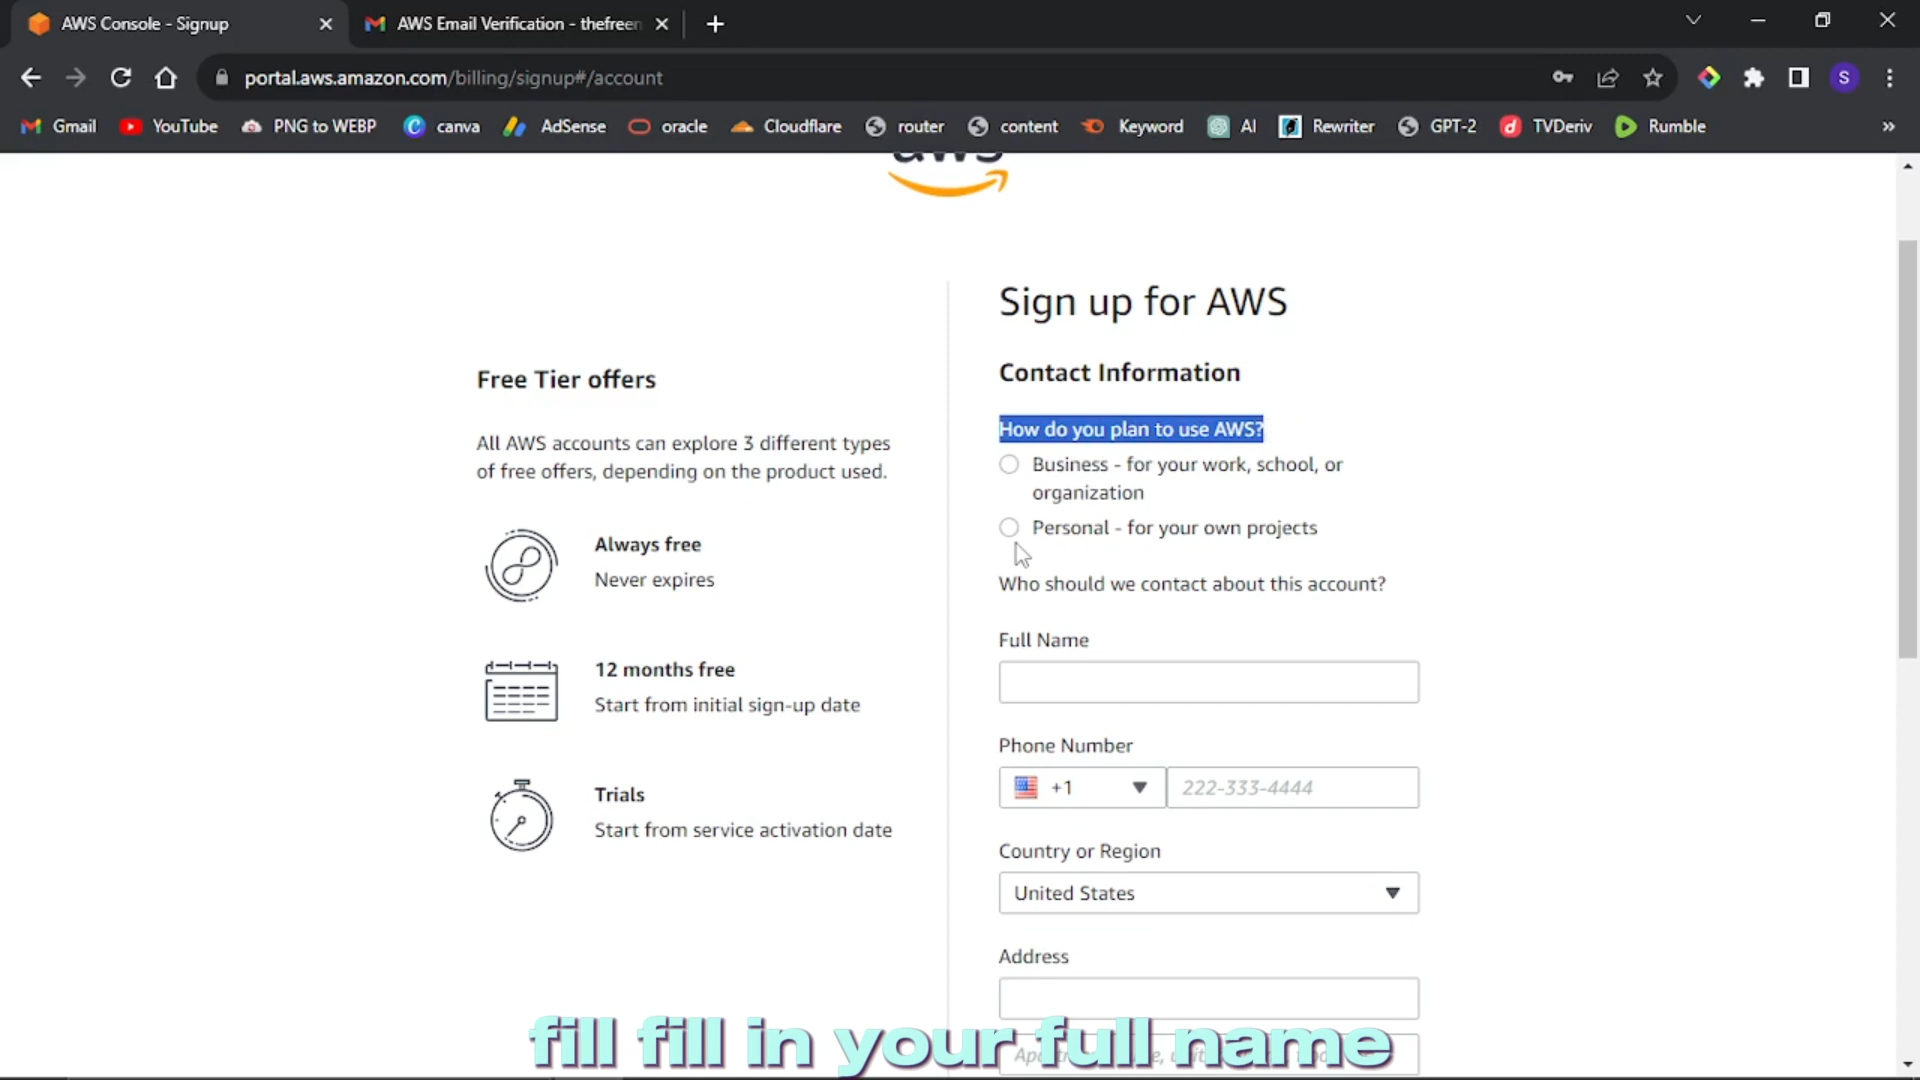 AWS Console - Signup
AWS Email Verification - thefreen
portal.aws.amazon.com/billing/signup#/account
S
Gmail
YouTube
PNG to WEBP
canva
AdSense
oracle
Cloudflare
router
content
Keyword
AI
Rewriter
GPT-2
TVDeriv
Rumble
aws
Free Tier offers
All AWS accounts can explore 3 different types
of free offers, depending on the product used.
Always free
Never expires
12 months free
Start from initial sign-up date
Trials
Start from service activation date
Sign up for AWS
Contact Information
How do you plan to use AWS?
Business - for your work, school, or
organization
Personal - for your own projects
Who should we contact about this account?
Full Name
Phone Number
+1
222-333-4444
Country or Region
United States
Address
fill fill in your full name